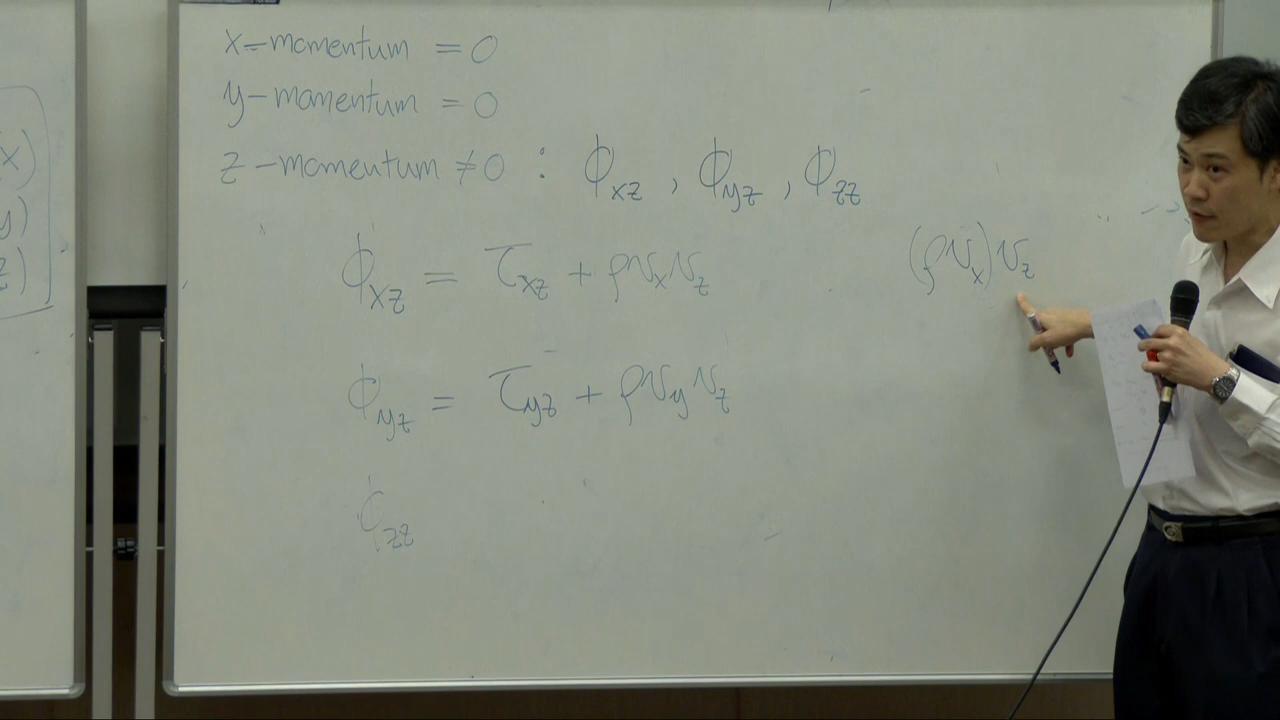 x-momentum = 0
y-momentum = 0
z-momentum ≠ 0 : ϕxz , ϕyz , ϕzz
ϕxz = τxz + ρvxvz
(ρvx)vz
ϕyz = τyz + ρvyvz
ϕzz
x)
y)
z)